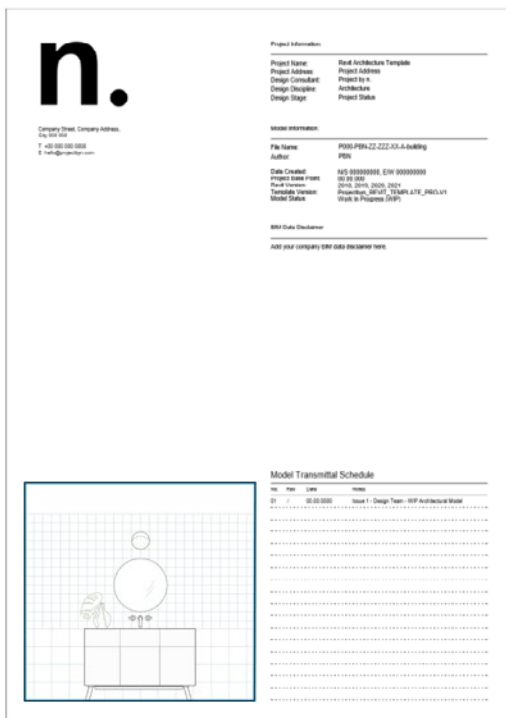 n.
Company Street, Company Address,
City 000 000
T +00 000 000 0000
E hello@projectbyn.com
Project Information:
Project Name: Revit Architecture Template
Project Address: Project Address
Design Consultant: Project by n.
Design Discipline: Architecture
Design Stage: Project Status
Model Information:
File Name: P000-PBN-ZZ-ZZZ-XX-A-building
Author: PBN
Date Created: N/S 000000000, E/W 000000000
Project Base Point: 00.00.000
Revit Version: 2018, 2019, 2020, 2021
Template Version:
Model Status: Work In Progress (WIP)
BIM Data Disclaimer
Add your company BIM data disclaimer here.
Model Transmittal Schedule
No. Rev Date Notes
01 / 00.00.0000 Issue 1 - Design Team - WIP Architectural Model